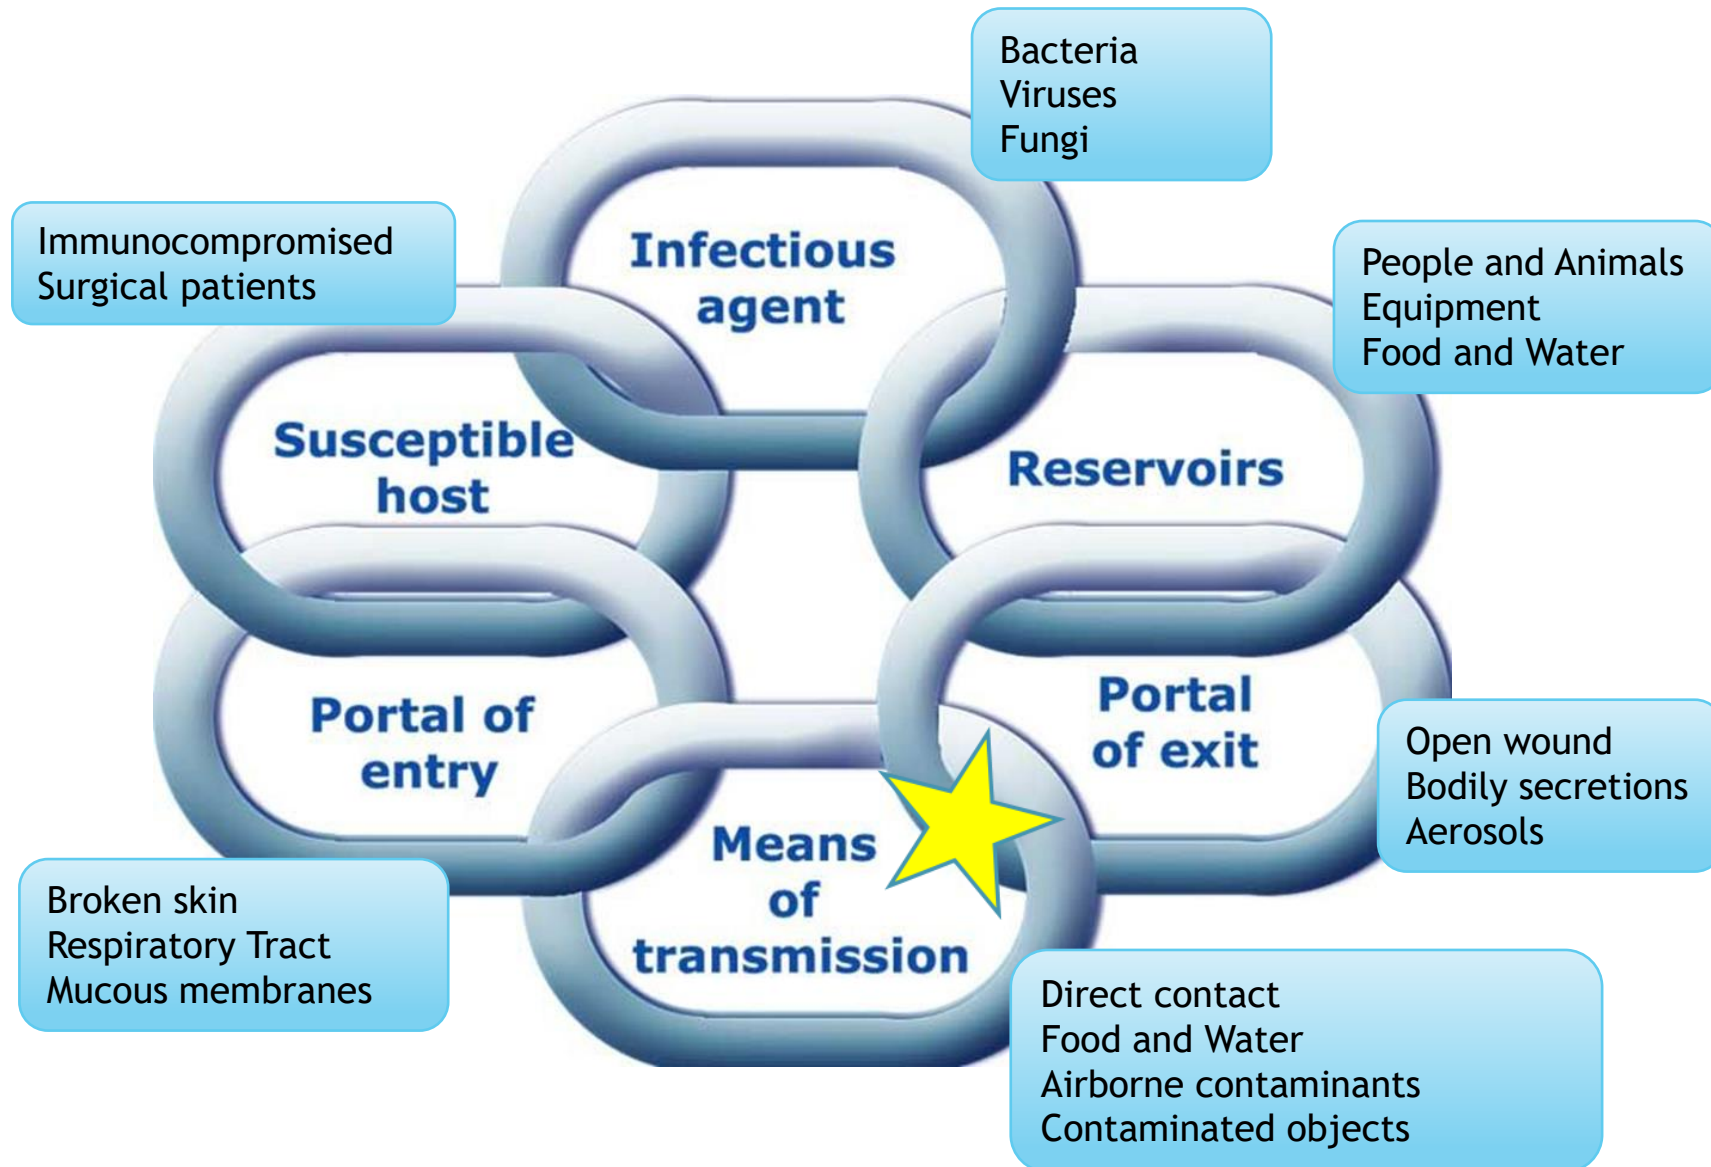 Bacteria
Viruses
Fungi
Infectious
agent
People and Animals
Equipment
Food and Water
Reservoirs
Portal
of exit
Open wound
Bodily secretions
Aerosols
Means
of
transmission
Direct contact
Food and Water
Airborne contaminants
Contaminated objects
Portal of
entry
Broken skin
Respiratory Tract
Mucous membranes
Susceptible
host
Immunocompromised
Surgical patients